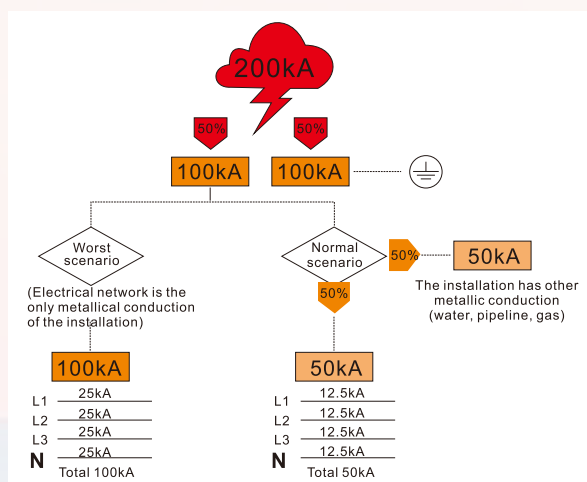 200kA
50%
50%
100kA
100kA
Worst
scenario
Normal
scenario
50%
50kA
(Electrical network is the
only metallical conduction
of the installation)
50%
The installation has other
metallic conduction
(water, pipeline, gas)
100kA
50kA
25kA
L1
25kA
L2
25kA
L3
25kA
N
Total 100kA
12.5kA
L1
12.5kA
L2
12.5kA
L3
12.5kA
N
Total 50kA